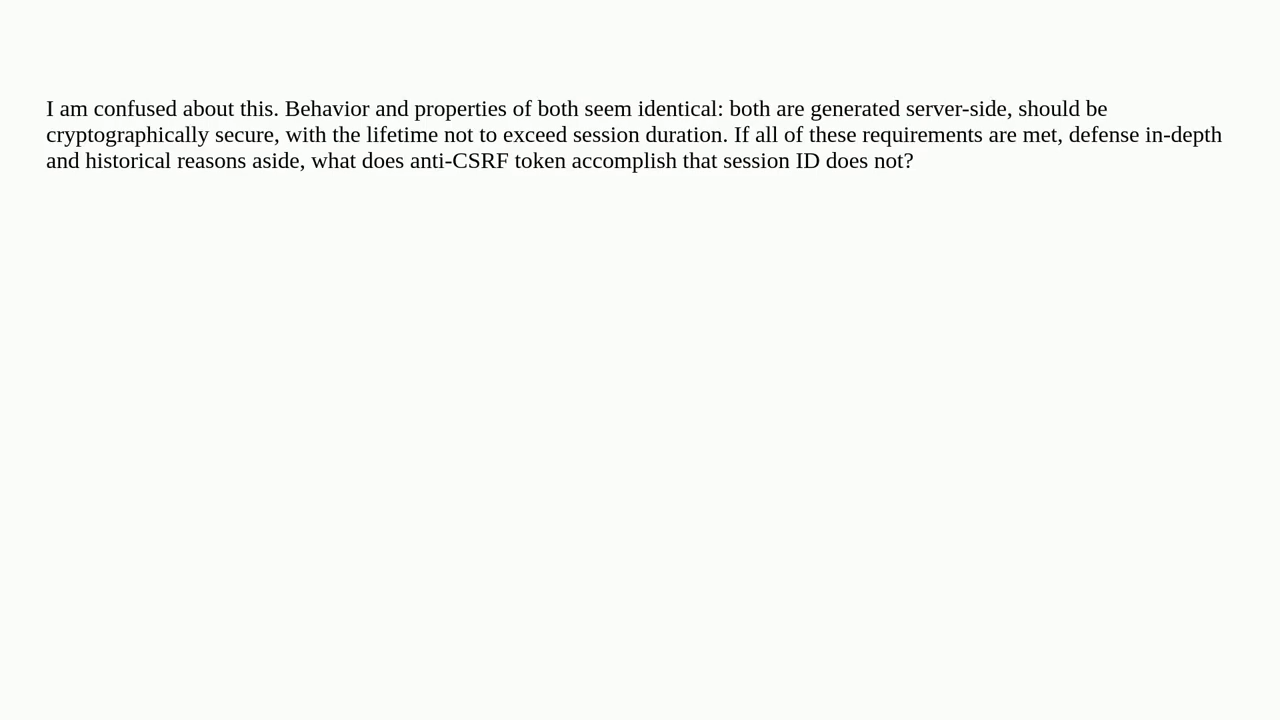 I am confused about this. Behavior and properties of both seem identical: both are generated server-side, should be
cryptographically secure, with the lifetime not to exceed session duration. If all of these requirements are met, defense in-depth
and historical reasons aside, what does anti-CSRF token accomplish that session ID does not?